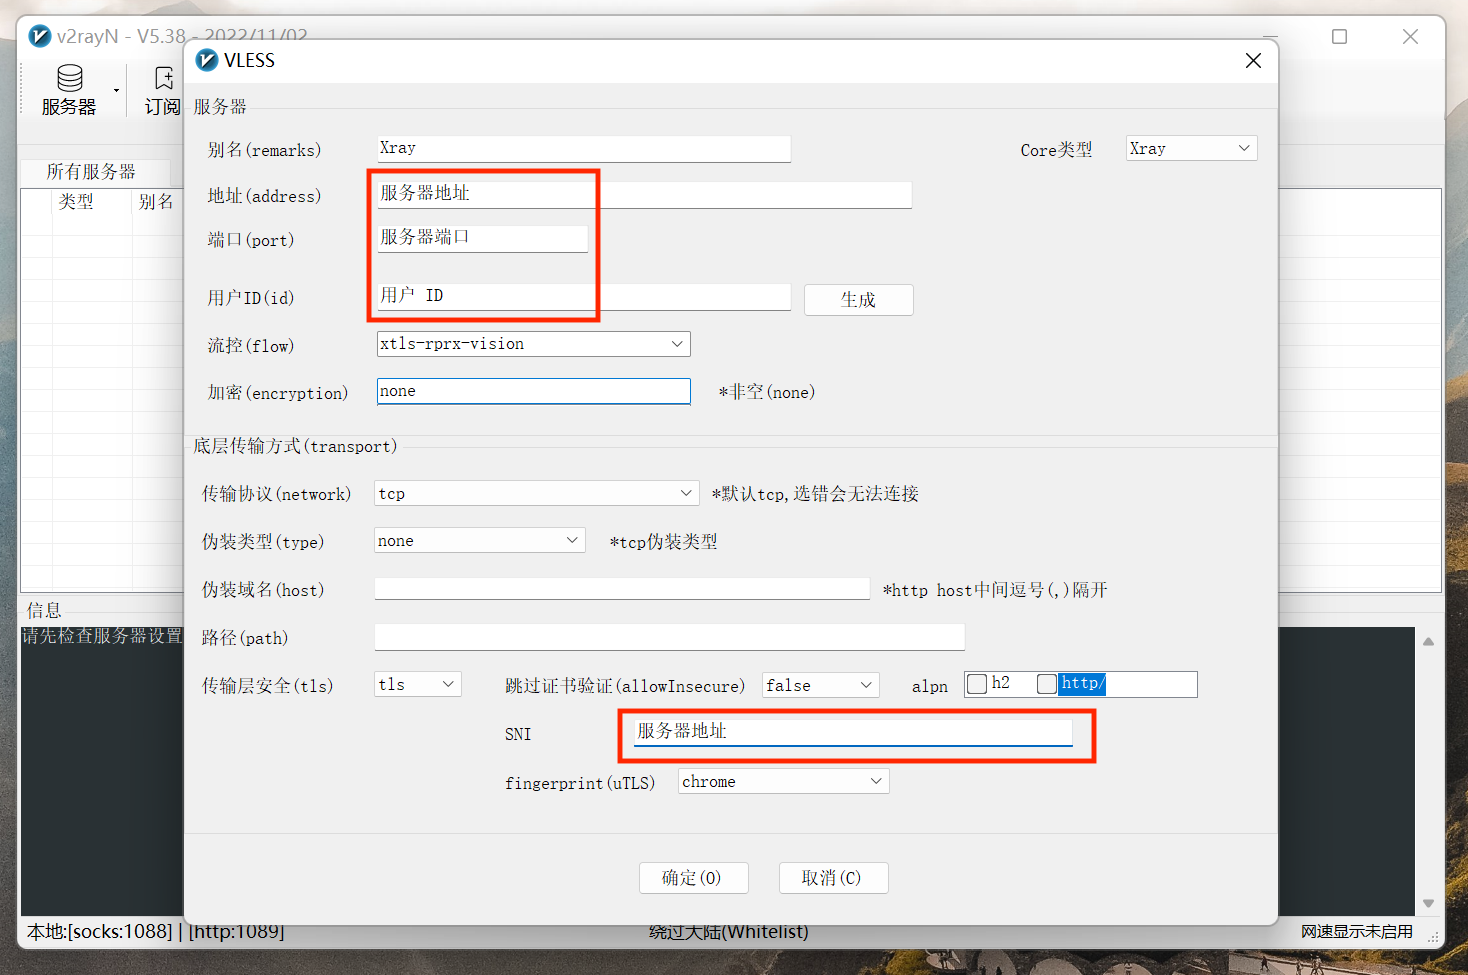 v2rayN - V5.38 - 2022/11/02
VLESS
服务器
订阅
服务器
别名(remarks)
Xray
Core类型
Xray
所有服务器
类型
别名
地址(address)
服务器地址
端口(port)
服务器端口
用户ID(id)
用户 ID
生成
流控(flow)
xtls-rprx-vision
加密(encryption)
none
*非空(none)
底层传输方式(transport)
传输协议(network)
tcp
*默认tcp,选错会无法连接
伪装类型(type)
none
*tcp伪装类型
伪装域名(host)
*http host中间逗号(,)隔开
信息
请先检查服务器设置
路径(path)
传输层安全(tls)
tls
跳过证书验证(allowInsecure)
false
alpn
h2
http/
SNI
服务器地址
fingerprint(uTLS)
chrome
确定(O)
取消(C)
本地:[socks:1088] | [http:1089]
绕过大陆(Whitelist)
网速显示未启用